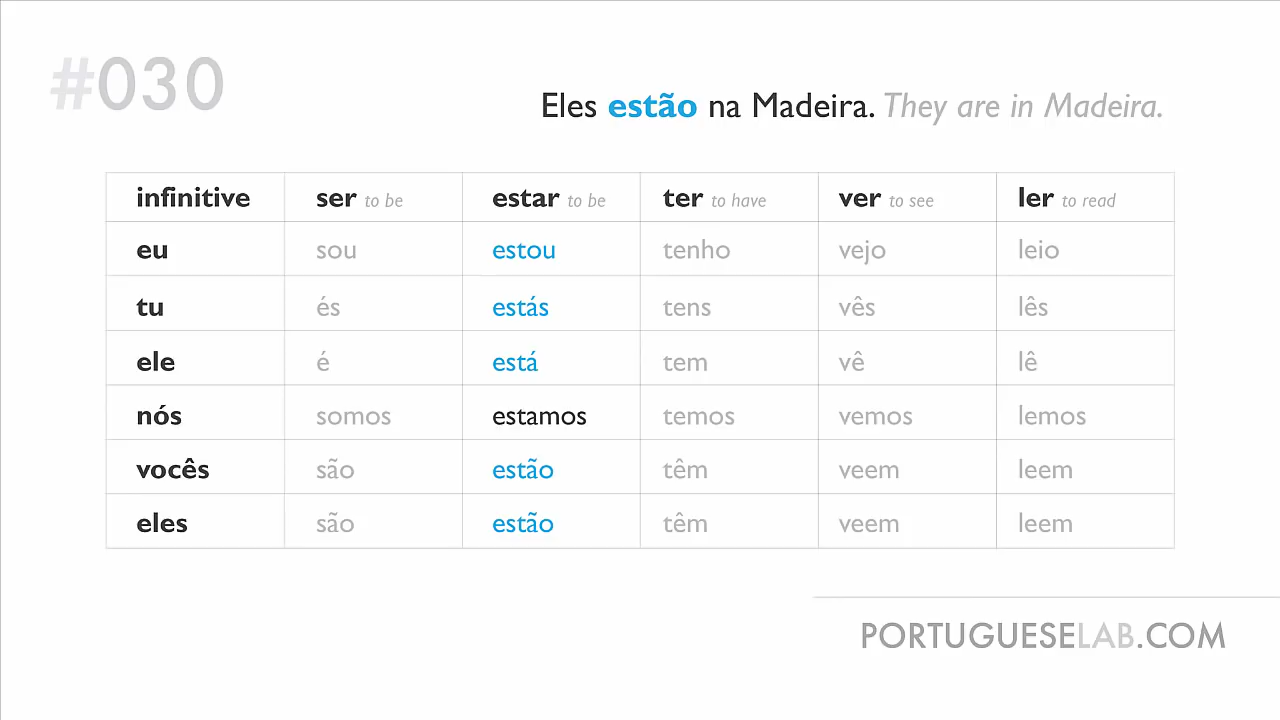 #030
Eles estão na Madeira. They are in Madeira.
infinitive ser to be estar to be ter to have ver to see ler to read
eu sou estou tenho vejo leio
tu és estás tens vês lês
ele é está tem vê lê
nós somos estamos temos vemos lemos
vocês são estão têm veem leem
eles são estão têm veem leem
PORTUGUESELAB.COM